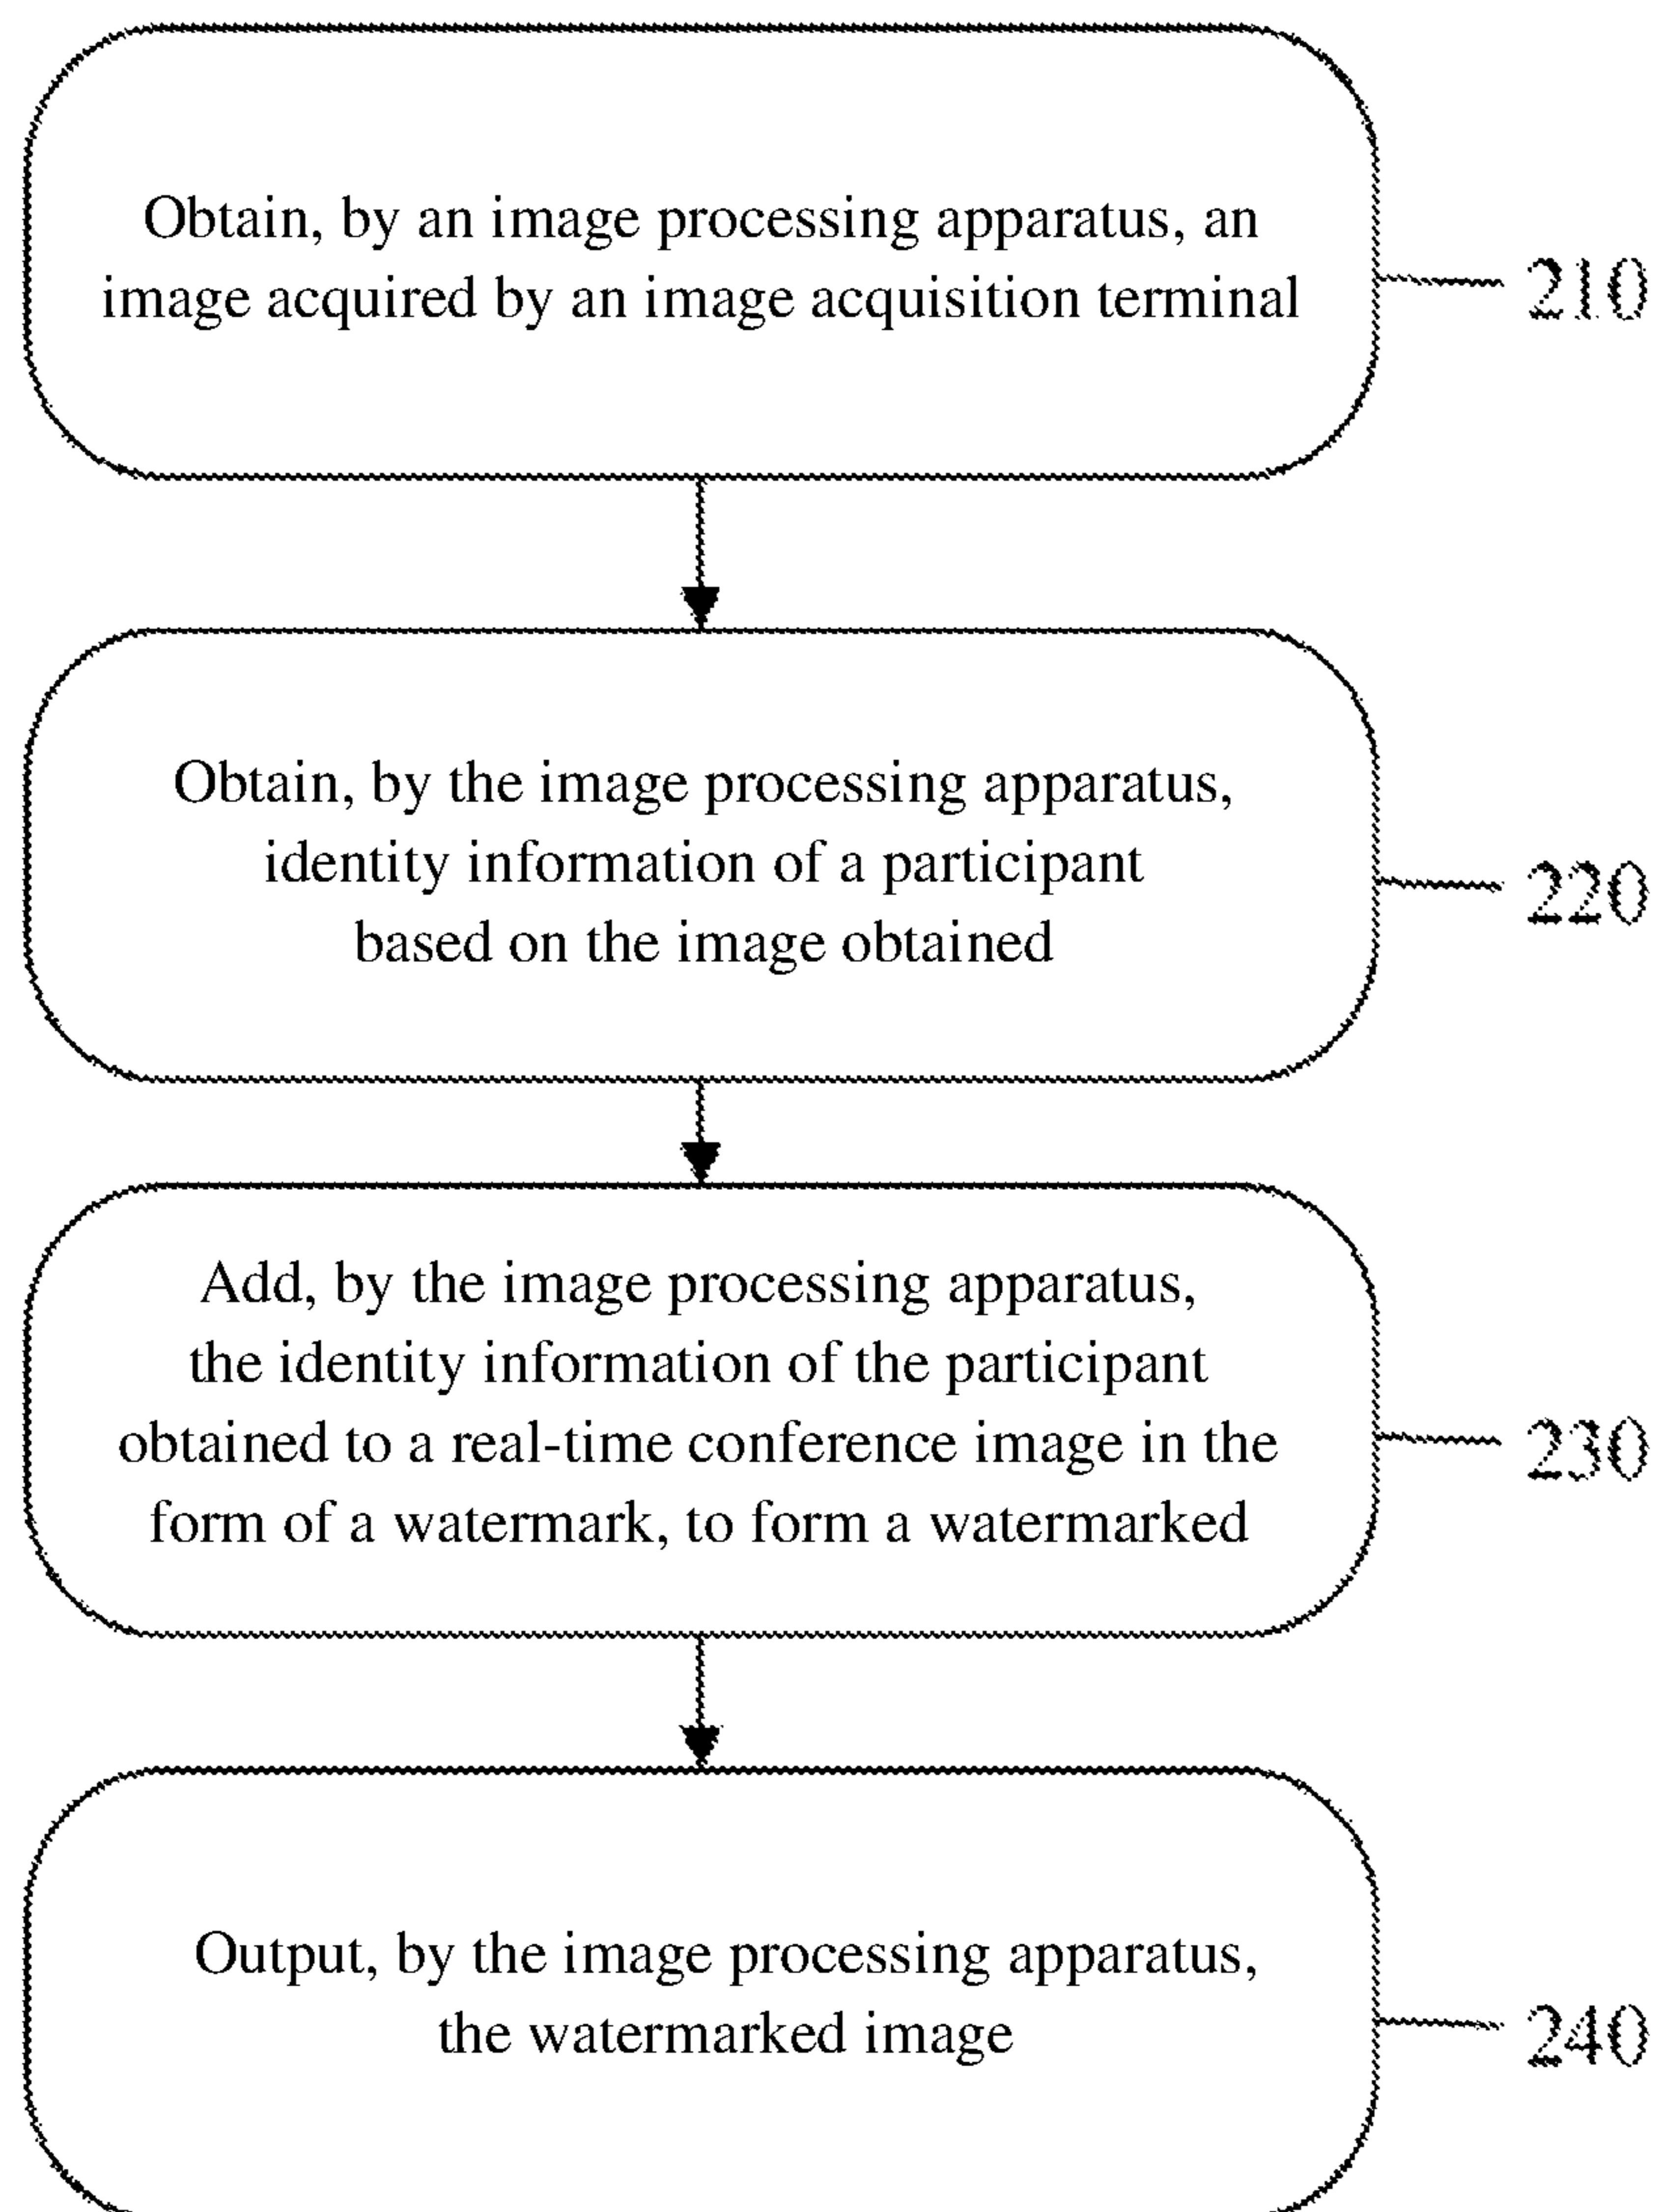 Obtain, by an image processing apparatus, an
image acquired by an image acquisition terminal
210
Obtain, by the image processing apparatus,
identity information of a participant
based on the image obtained
220
Add, by the image processing apparatus,
the identity information of the participant
obtained to a real-time conference image in the
form of a watermark, to form a watermarked
230
Output, by the image processing apparatus,
the watermarked image
240